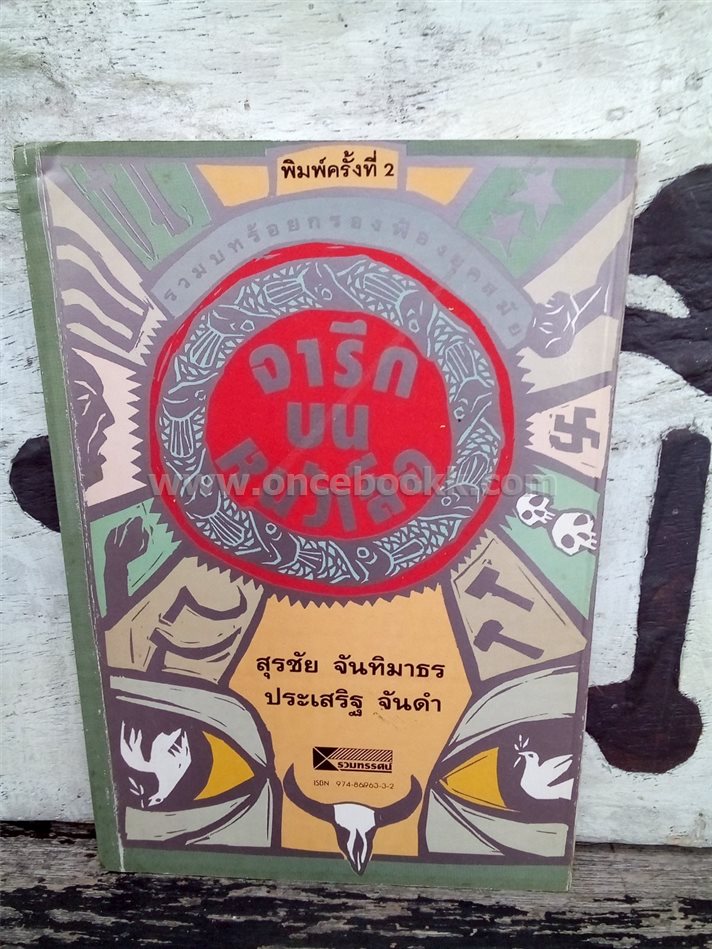 พิมพ์ครั้งที่ 2
รวมบทร้อยกรองพ้องยุคสมัย
จารึก
บน
หนังเสือ
www.oncebookk.com
สุรชัย จันทิมาธร
ประเสริฐ จันดำ
รวมทรรศน์
ISBN 974-86963-3-2